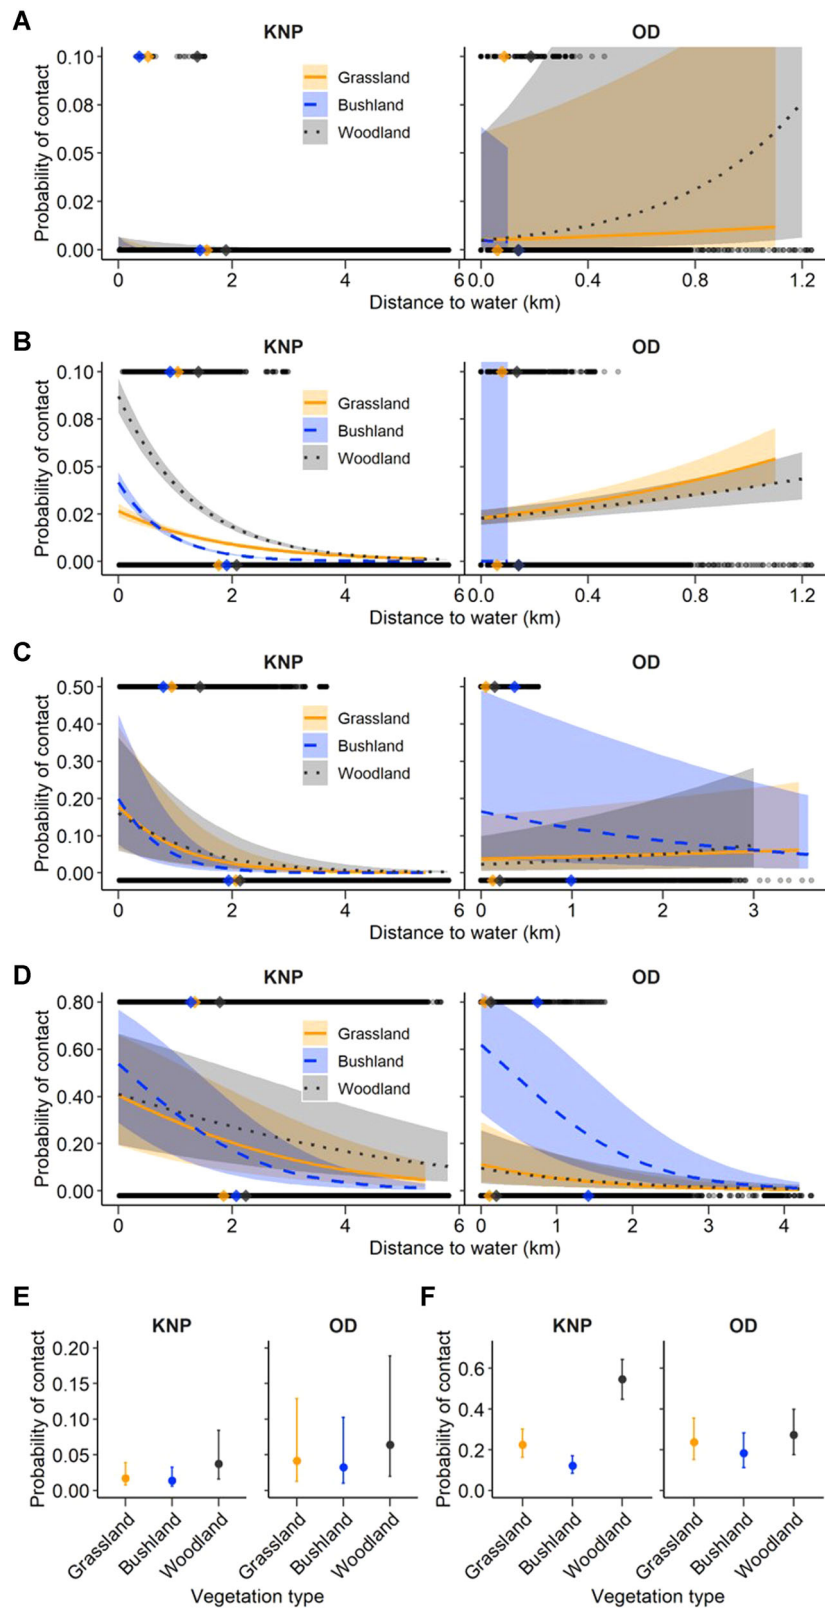 A
KNP
OD
Probability of contact
0.10
0.08
0.05
0.02
0.00
Grassland
Bushland
Woodland
0 2 4 6 0.0 0.4 0.8 1.2
Distance to water (km)
B
KNP
OD
Probability of contact
0.10
0.08
0.05
0.02
0.00
Grassland
Bushland
Woodland
0 2 4 6 0.0 0.4 0.8 1.2
Distance to water (km)
C
KNP
OD
Probability of contact
0.50
0.40
0.30
0.20
0.10
0.00
Grassland
Bushland
Woodland
0 2 4 6 0 1 2 3
Distance to water (km)
D
KNP
OD
Probability of contact
0.80
0.60
0.40
0.20
0.00
Grassland
Bushland
Woodland
0 2 4 6 0 1 2 3 4
Distance to water (km)
E
KNP
OD
Probability of contact
0.20
0.15
0.10
0.05
0.00
Grassland
Bushland
Woodland
Grassland
Bushland
Woodland
Vegetation type
F
KNP
OD
Probability of contact
0.6
0.4
0.2
0.0
Grassland
Bushland
Woodland
Grassland
Bushland
Woodland
Vegetation type